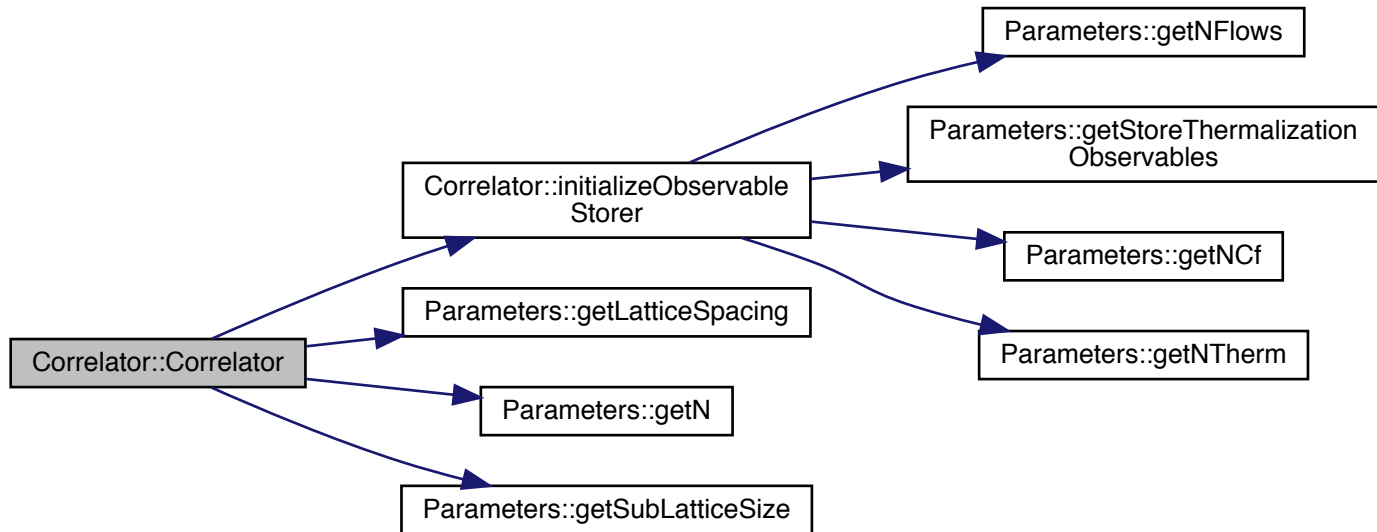 Parameters::getNFlows
Parameters::getStoreThermalization
Observables
Correlator::initializeObservable
Storer
Parameters::getNCf
Parameters::getLatticeSpacing
Parameters::getNTherm
Correlator::Correlator
Parameters::getN
Parameters::getSubLatticeSize